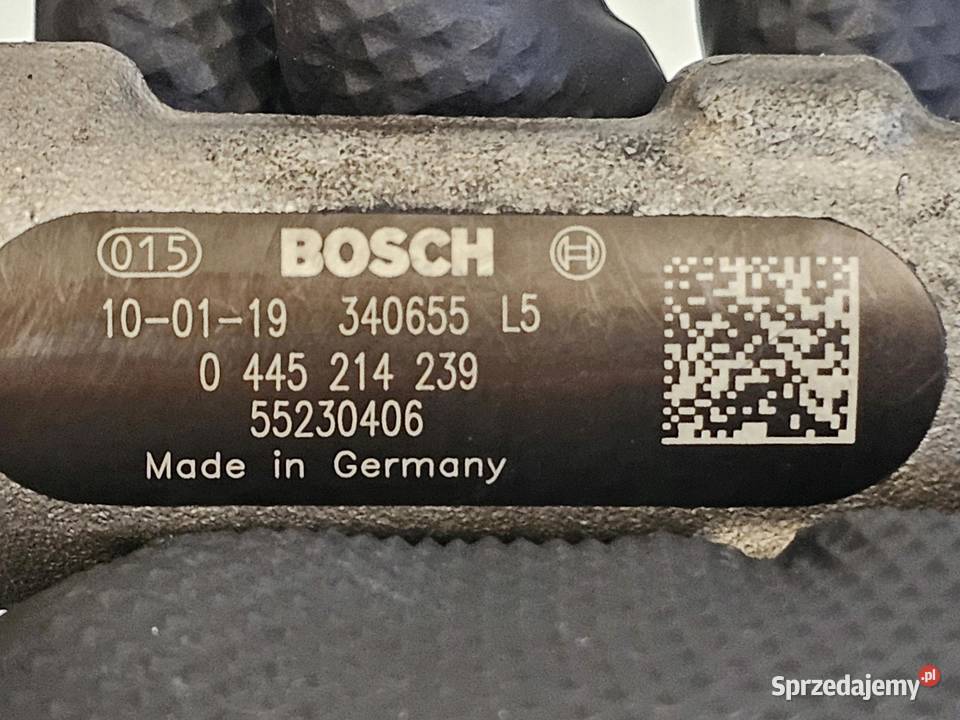 015 BOSCH
10-01-19 340655 L5
0 445 214 239
55230406
Made in Germany
Sprzedajemy.pl